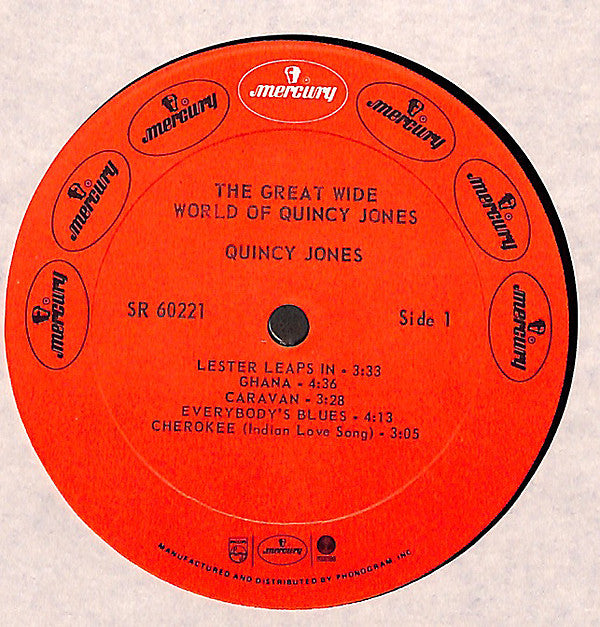 mercury
mercury
mercury
mercury
mercury
mercury
mercury
THE GREAT WIDE
WORLD OF QUINCY JONES
QUINCY JONES
SR 60221
Side 1
LESTER LEAPS IN - 3:33
GHANA - 4:36
CARAVAN - 3:28
EVERYBODY'S BLUES - 4:13
CHEROKEE (Indian Love Song) - 3:05
mercury
MANUFACTURED AND DISTRIBUTED BY PHONOGRAM, INC.